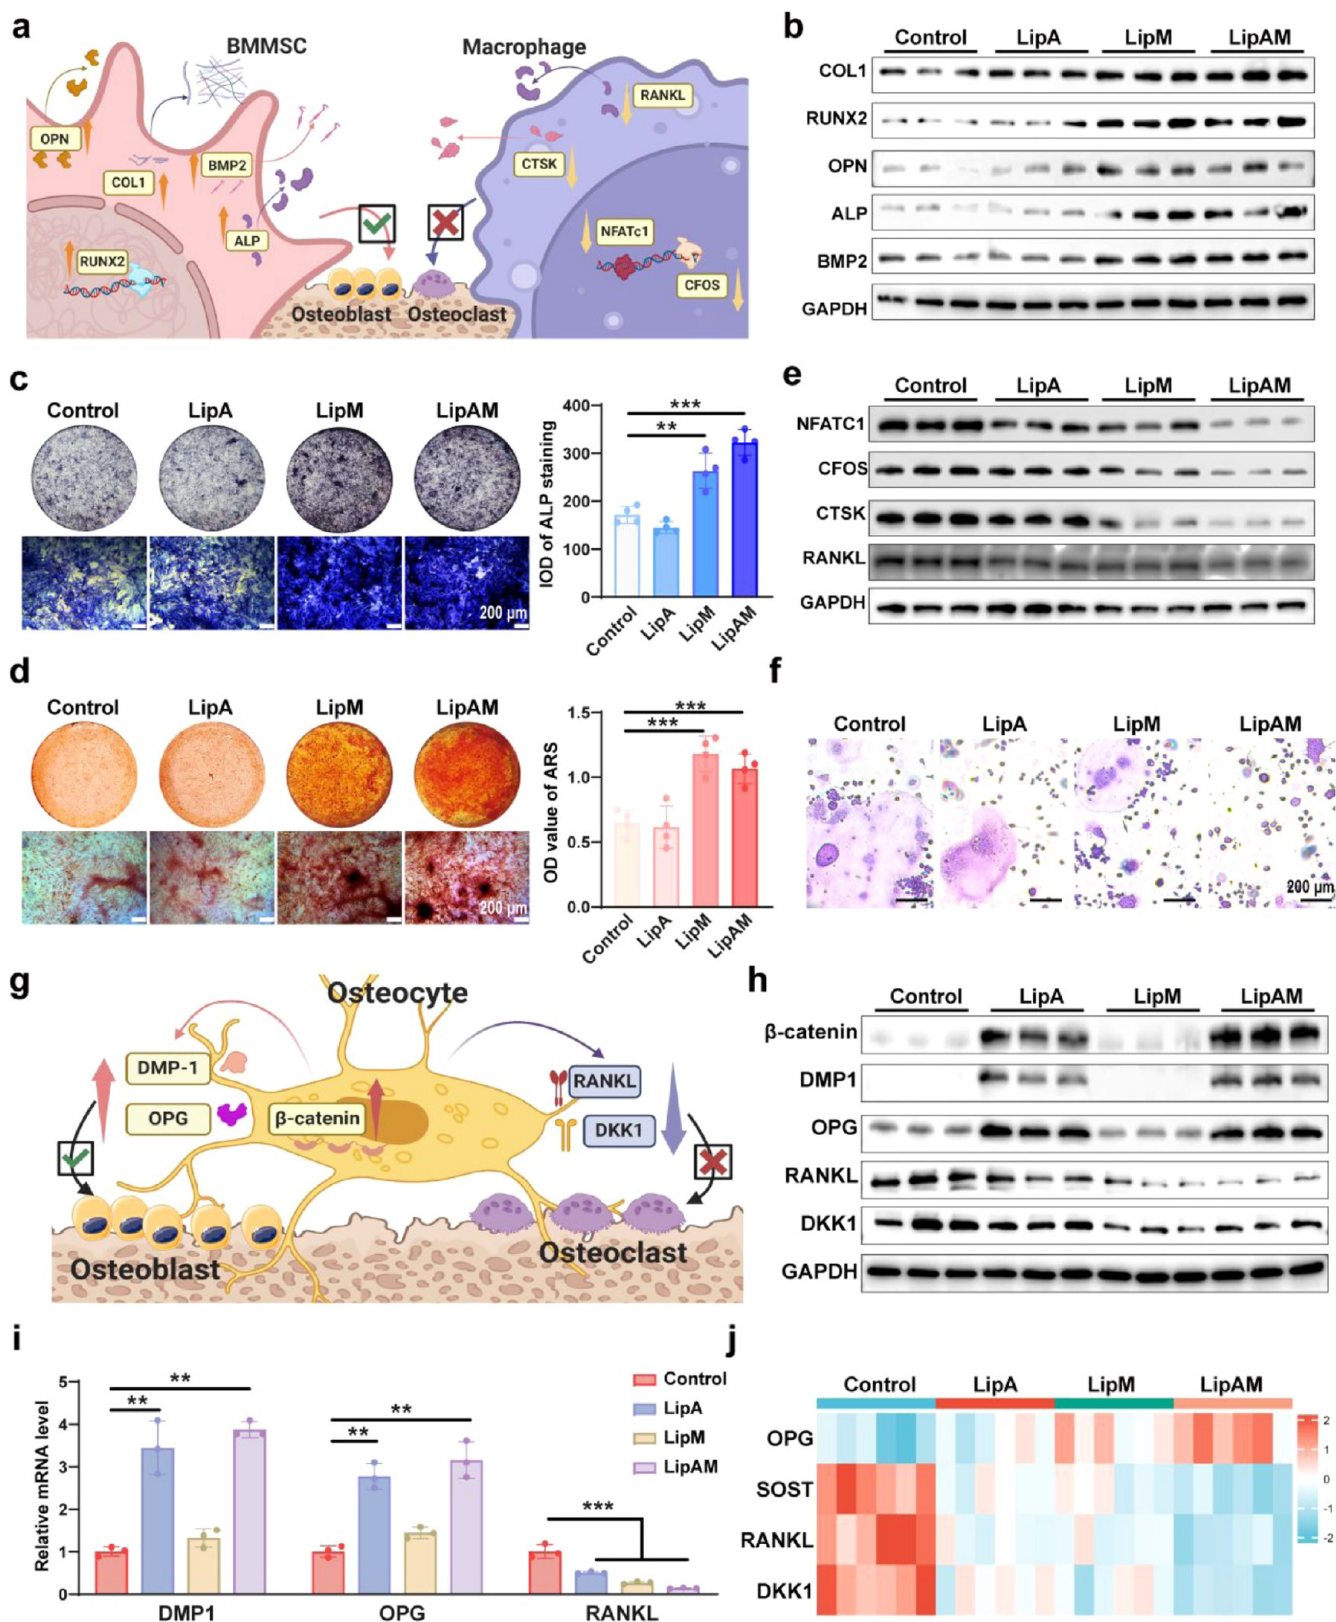 a
BMMSC
Macrophage
OPN
COL1
BMP2
ALP
RUNX2
RANKL
CTSK
NFATc1
CFOS
Osteoblast
Osteoclast
b
Control LipA LipM LipAM
COL1
RUNX2
OPN
ALP
BMP2
GAPDH
c
Control LipA LipM LipAM
200 μm
IOD of ALP staining
400
300
200
100
0
***
**
Control LipA LipM LipAM
e
Control LipA LipM LipAM
NFATC1
CFOS
CTSK
RANKL
GAPDH
d
Control LipA LipM LipAM
200 μm
OD value of ARS
1.5
1.0
0.5
0.0
***
***
Control LipA LipM LipAM
f
Control LipA LipM LipAM
200 μm
g
Osteocyte
DMP-1
OPG
β-catenin
RANKL
DKK1
Osteoblast
Osteoclast
h
Control LipA LipM LipAM
β-catenin
DMP1
OPG
RANKL
DKK1
GAPDH
i
Relative mRNA level
5
4
3
2
1
0
**
**
**
**
***
Control
LipA
LipM
LipAM
DMP1 OPG RANKL
j
Control LipA LipM LipAM
OPG
SOST
RANKL
DKK1
2
1
0
-1
-2